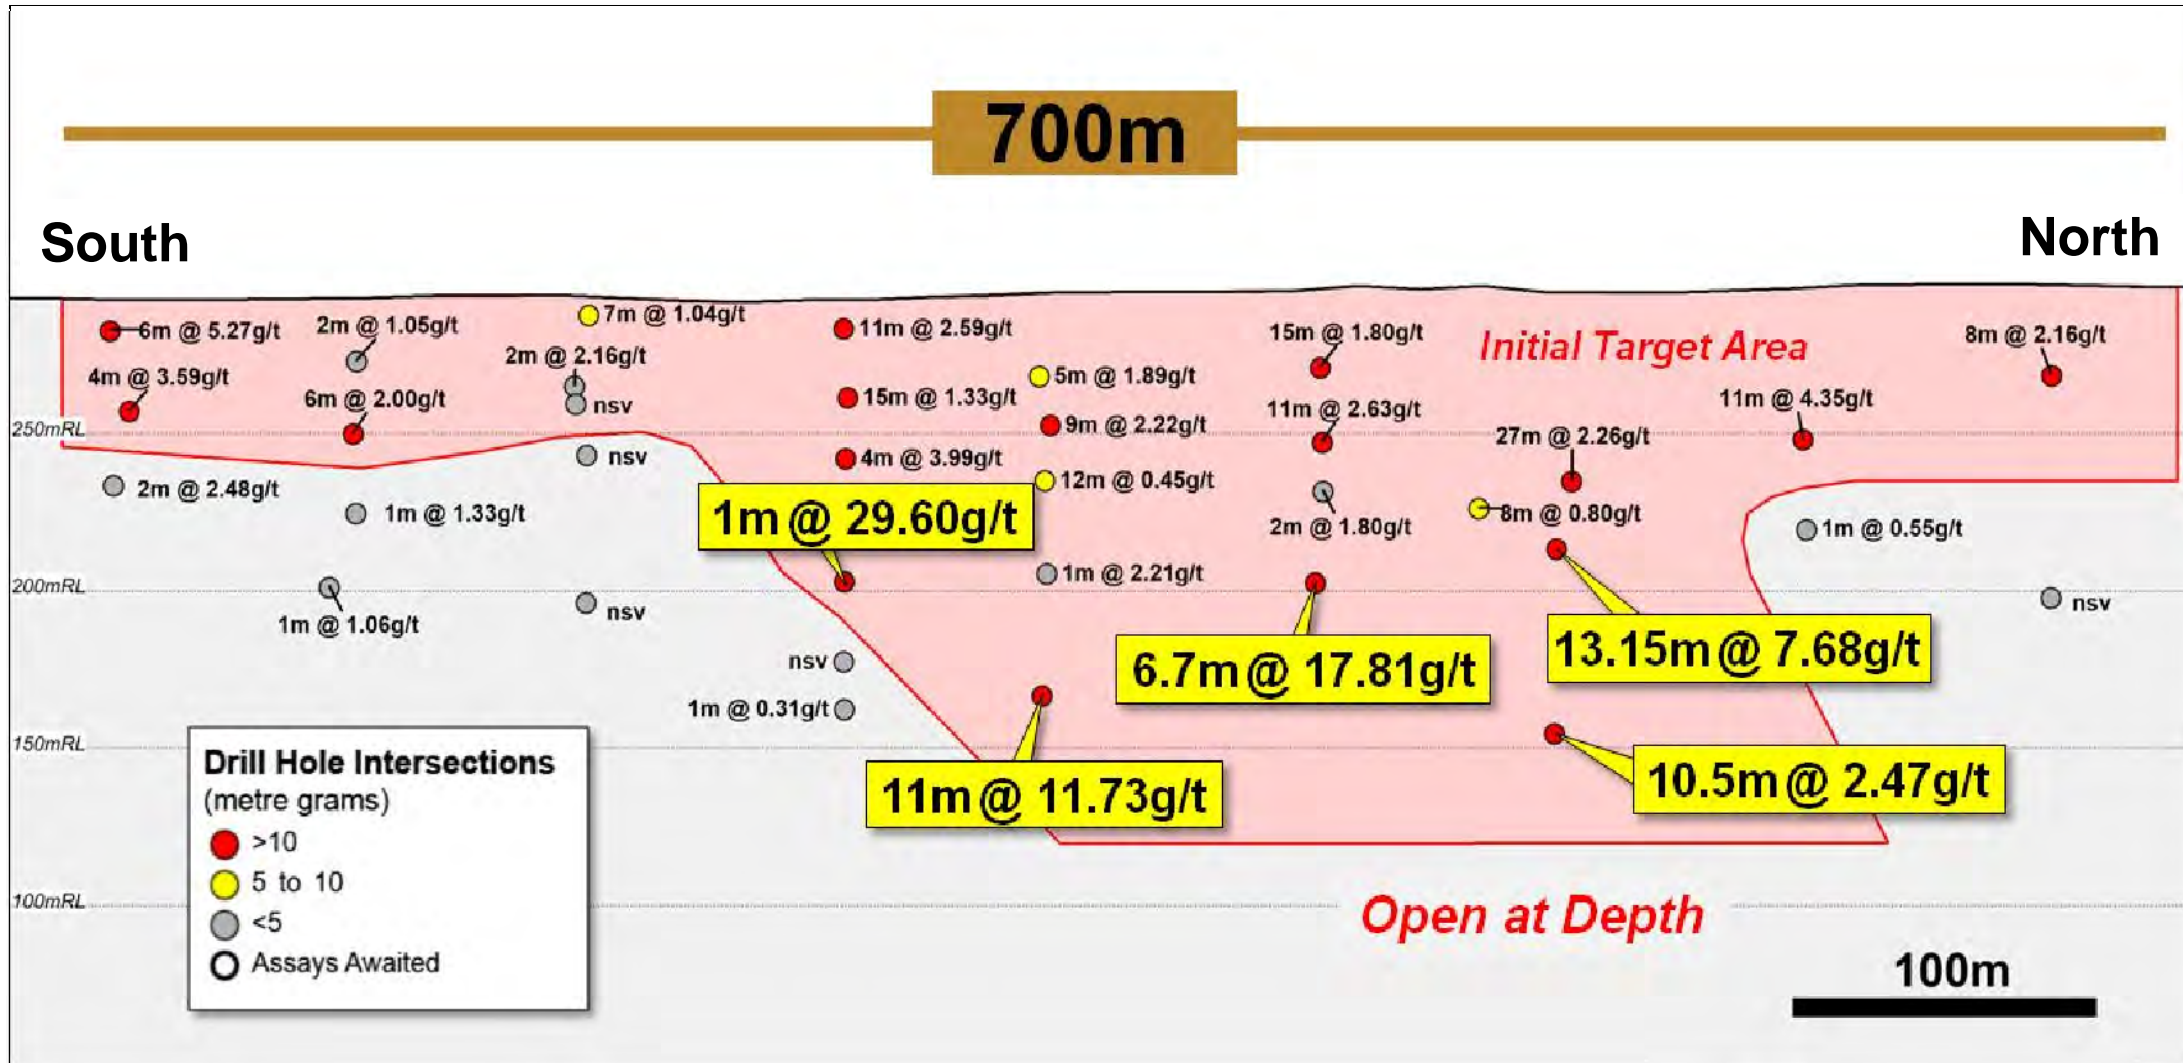 700m
South
North
7m @ 1.04g/t
6m @ 5.27g/t
2m @ 1.05g/t
11m @ 2.59g/t
15m @ 1.80g/t
Initial Target Area
8m @ 2.16g/t
2m @ 2.16g/t
4m @ 3.59g/t
5m @ 1.89g/t
6m @ 2.00g/t
nsv
15m @ 1.33g/t
11m @ 2.63g/t
11m @ 4.35g/t
250mRL
9m @ 2.22g/t
27m @ 2.26g/t
nsv
4m @ 3.99g/t
2m @ 2.48g/t
12m @ 0.45g/t
1m @ 1.33g/t
1m @ 29.60g/t
2m @ 1.80g/t
8m @ 0.80g/t
1m @ 0.55g/t
200mRL
1m @ 2.21g/t
1m @ 1.06g/t
nsv
nsv
13.15m @ 7.68g/t
nsv
6.7m @ 17.81g/t
1m @ 0.31g/t
150mRL
11m @ 11.73g/t
10.5m @ 2.47g/t
Drill Hole Intersections
(metre grams)
>10
5 to 10
<5
Assays Awaited
100mRL
Open at Depth
100m